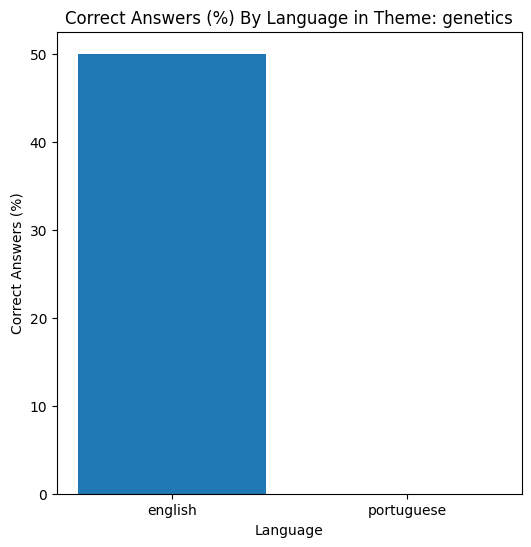 Correct Answers (%) By Language in Theme: genetics
50
40
30
20
10
0
Correct Answers (%)
english portuguese
Language